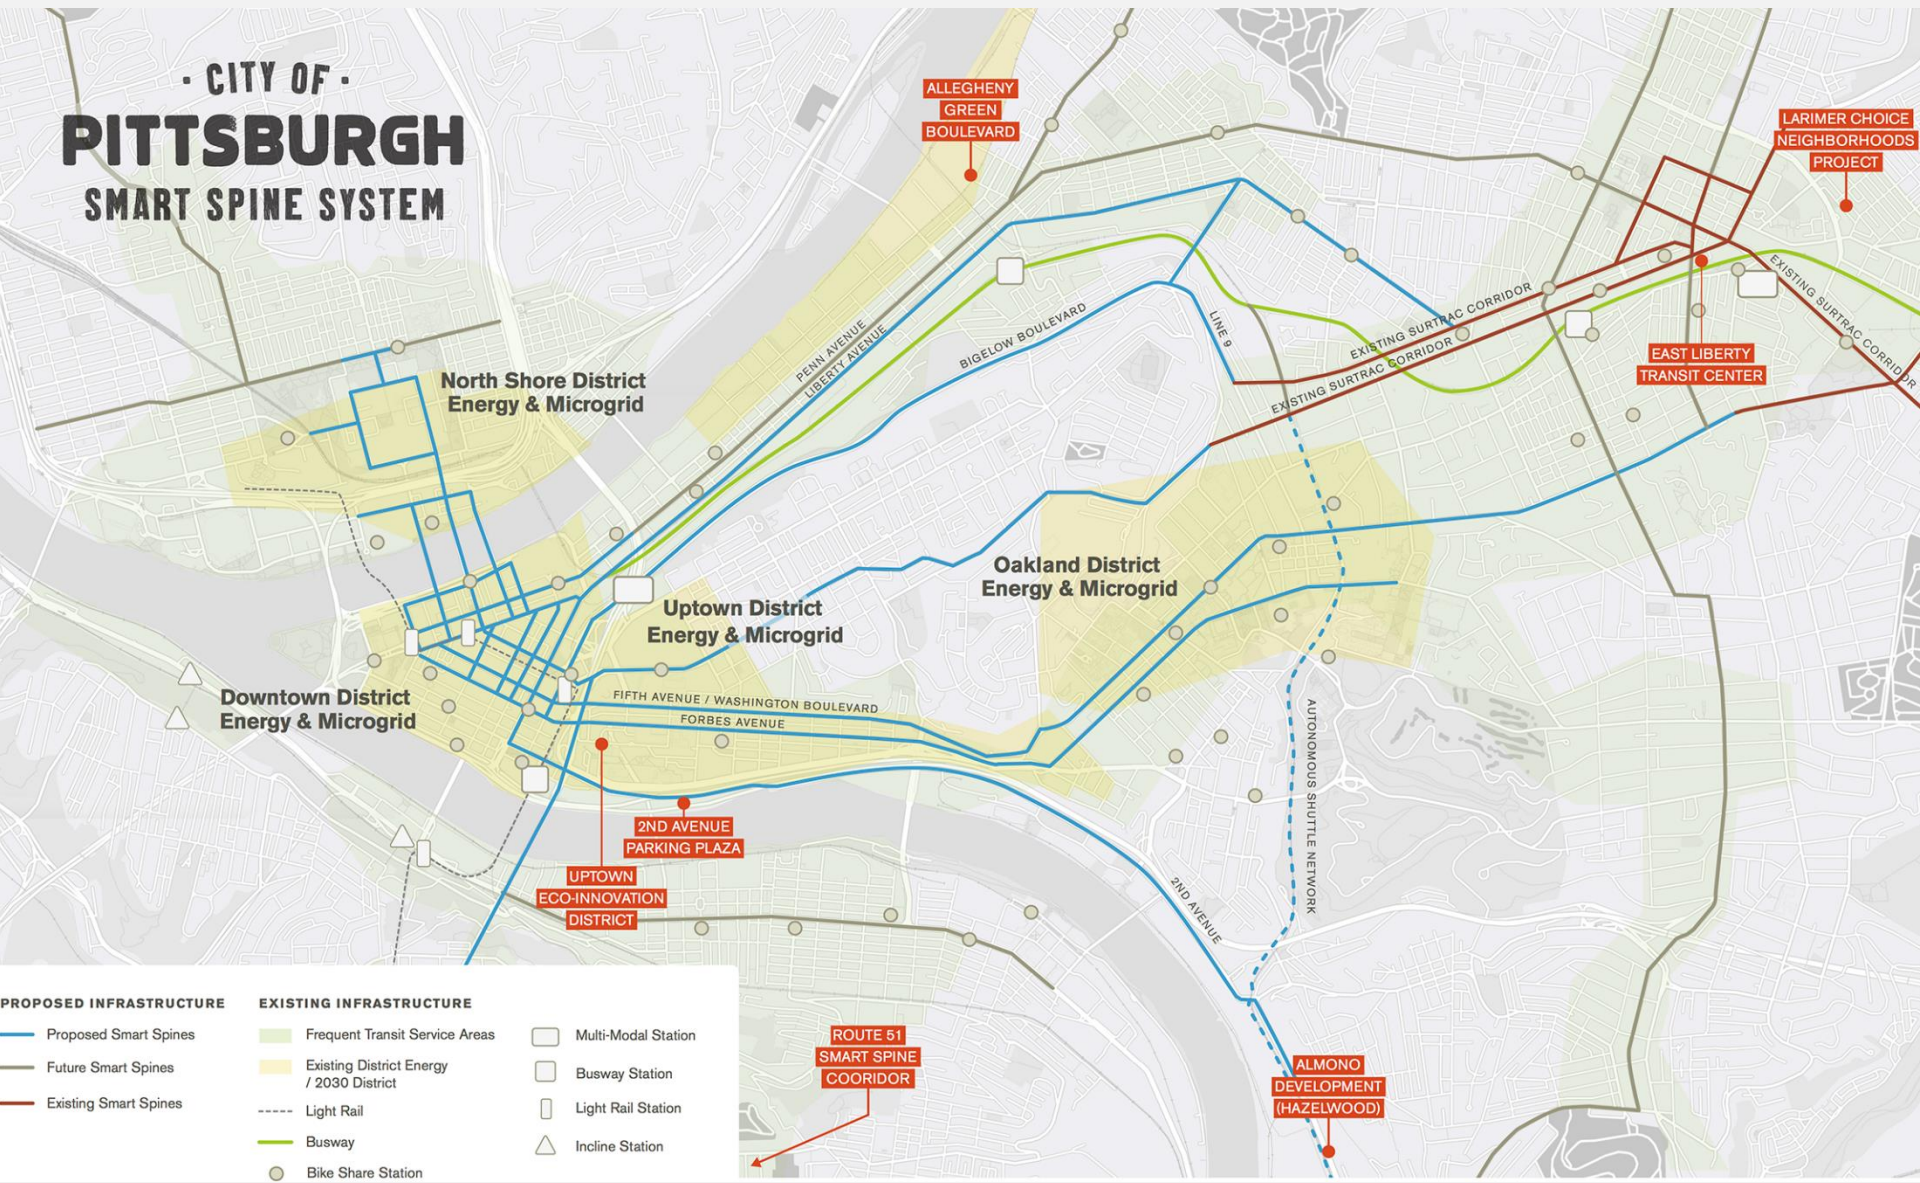 · CITY OF ·
PITTSBURGH
SMART SPINE SYSTEM
ALLEGHENY
GREEN
BOULEVARD
LARIMER CHOICE
NEIGHBORHOODS
PROJECT
PENN AVENUE
LIBERTY AVENUE
BIGELOW BOULEVARD
LINE 9
EXISTING SURTRAC CORRIDOR
EXISTING SURTRAC CORRIDOR
EXISTING SURTRAC CORRIDOR
EAST LIBERTY
TRANSIT CENTER
North Shore District
Energy & Microgrid
Oakland District
Energy & Microgrid
Uptown District
Energy & Microgrid
Downtown District
Energy & Microgrid
FIFTH AVENUE / WASHINGTON BOULEVARD
FORBES AVENUE
AUTONOMOUS SHUTTLE NETWORK
2ND AVENUE
PARKING PLAZA
UPTOWN
ECO-INNOVATION
DISTRICT
2ND AVENUE
ROUTE 51
SMART SPINE
COORIDOR
ALMONO
DEVELOPMENT
(HAZELWOOD)
PROPOSED INFRASTRUCTURE
Proposed Smart Spines
Future Smart Spines
Existing Smart Spines
EXISTING INFRASTRUCTURE
Frequent Transit Service Areas
Existing District Energy
/ 2030 District
Light Rail
Busway
Bike Share Station
Multi-Modal Station
Busway Station
Light Rail Station
Incline Station